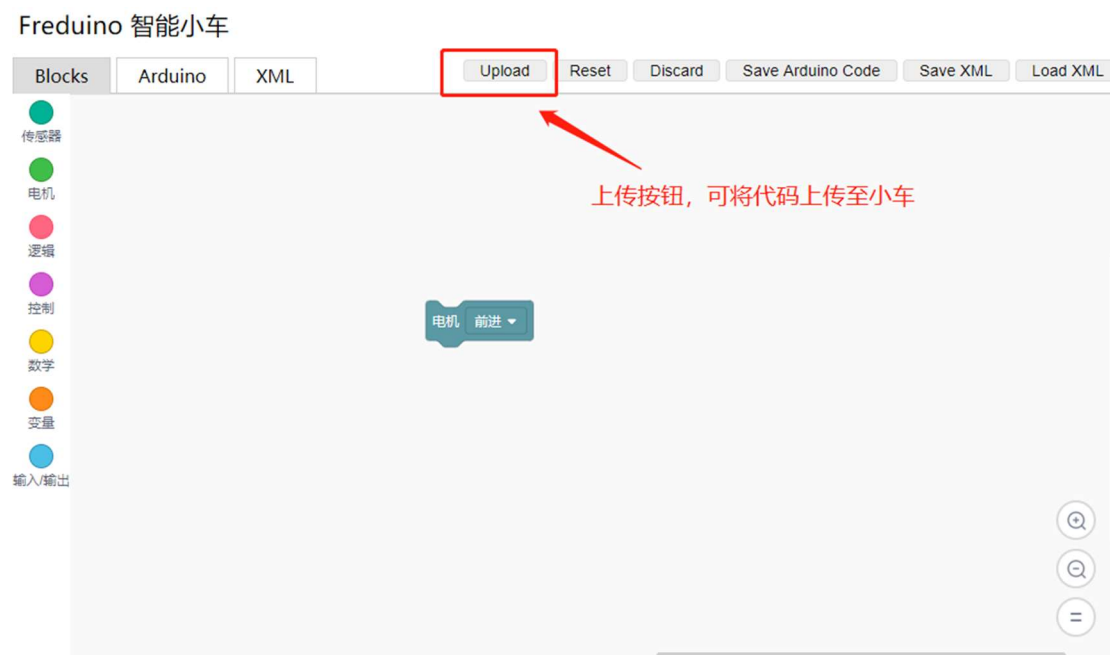 Freduino 智能小车
Blocks Arduino XML Upload Reset Discard Save Arduino Code Save XML Load XML
传感器
电机
逻辑
控制
数学
变量
输入/输出
上传按钮，可将代码上传至小车
电机 前进